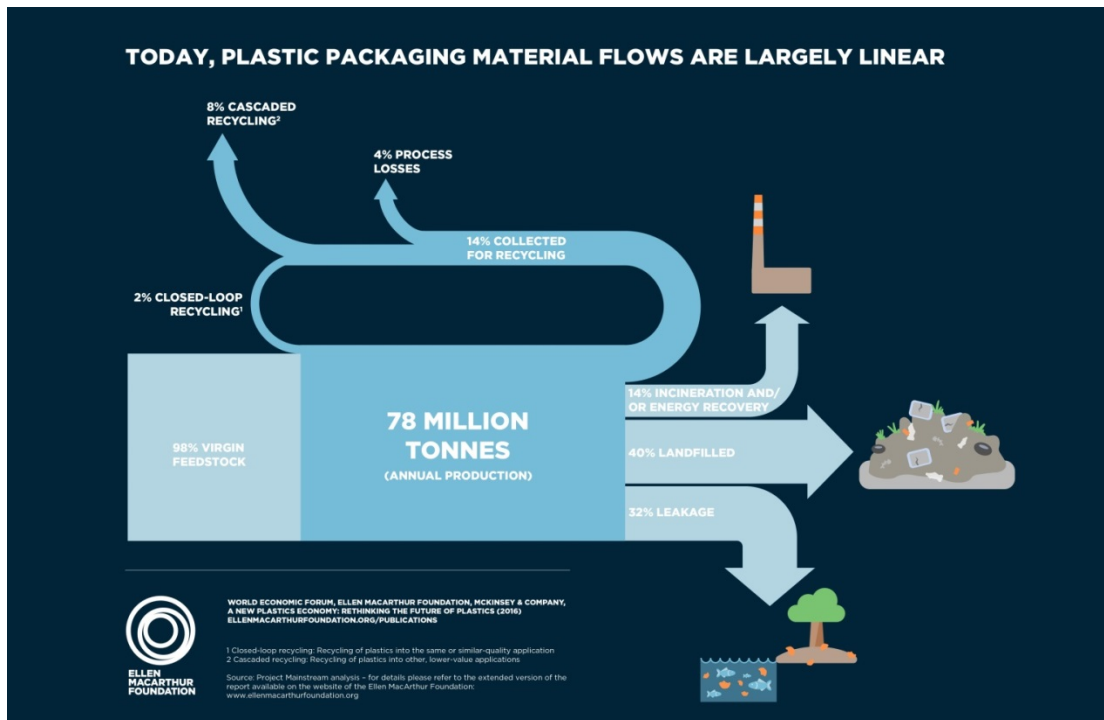 TODAY, PLASTIC PACKAGING MATERIAL FLOWS ARE LARGELY LINEAR
8% CASCADED
RECYCLING²
4% PROCESS
LOSSES
14% COLLECTED
FOR RECYCLING
2% CLOSED-LOOP
RECYCLING¹
98% VIRGIN
FEEDSTOCK
78 MILLION
TONNES
(ANNUAL PRODUCTION)
14% INCINERATION AND/
OR ENERGY RECOVERY
40% LANDFILLED
32% LEAKAGE
ELLEN
MACARTHUR
FOUNDATION
WORLD ECONOMIC FORUM, ELLEN MACARTHUR FOUNDATION, MCKINSEY & COMPANY,
A NEW PLASTICS ECONOMY: RETHINKING THE FUTURE OF PLASTICS (2016)
ELLENMACARTHURFOUNDATION.ORG/PUBLICATIONS
1 Closed-loop recycling: Recycling of plastics into the same or similar-quality application
2 Cascaded recycling: Recycling of plastics into other, lower-value applications
Source: Project Mainstream analysis – for details please refer to the extended version of the
report available on the website of the Ellen MacArthur Foundation:
www.ellenmacarthurfoundation.org